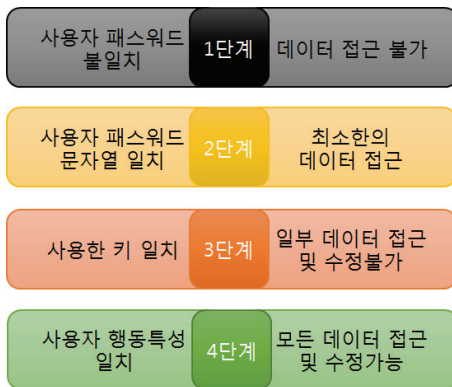 사용자 패스워드
불일치
1단계
데이터 접근 불가
사용자 패스워드
문자열 일치
2단계
최소한의
데이터 접근
사용한 키 일치
3단계
일부 데이터 접근
및 수정불가
사용자 행동특성
일치
4단계
모든 데이터 접근
및 수정가능